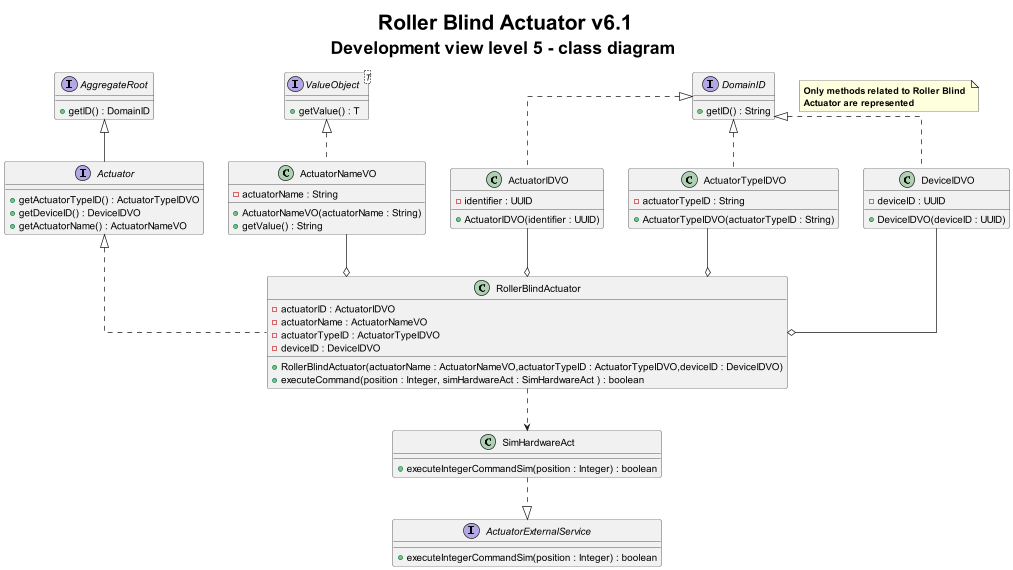 Roller Blind Actuator v6.1
Development view level 5 - class diagram
I AggregateRoot
getID() : DomainID
I ValueObject T
getValue() : T
I DomainID
getID() : String
Only methods related to Roller Blind
Actuator are represented
I Actuator
getActuatorTypeID() : ActuatorTypeIDVO
getDeviceID() : DeviceIDVO
getActuatorName() : ActuatorNameVO
C ActuatorNameVO
actuatorName : String
ActuatorNameVO(actuatorName : String)
getValue() : String
C ActuatorIDVO
identifier : UUID
ActuatorIDVO(identifier : UUID)
C ActuatorTypeIDVO
actuatorTypeID : String
ActuatorTypeIDVO(actuatorTypeID : String)
C DeviceIDVO
deviceID : UUID
DeviceIDVO(deviceID : UUID)
C RollerBlindActuator
actuatorID : ActuatorIDVO
actuatorName : ActuatorNameVO
actuatorTypeID : ActuatorTypeIDVO
deviceID : DeviceIDVO
RollerBlindActuator(actuatorName : ActuatorNameVO,actuatorTypeID : ActuatorTypeIDVO,deviceID : DeviceIDVO)
executeCommand(position : Integer, simHardwareAct : SimHardwareAct ) : boolean
C SimHardwareAct
executeIntegerCommandSim(position : Integer) : boolean
I ActuatorExternalService
executeIntegerCommandSim(position : Integer) : boolean